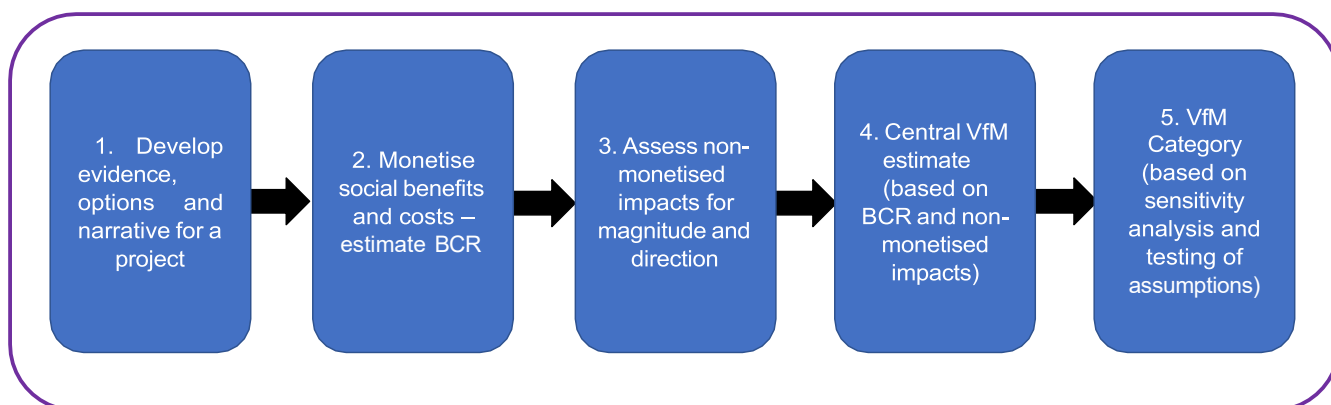 1. Develop
evidence,
options and
narrative for a
project
2. Monetise
social benefits
and costs –
estimate BCR
3. Assess non-
monetised
impacts for
magnitude and
direction
4. Central VfM
estimate
(based on
BCR and non-
monetised
impacts)
5. VfM
Category
(based on
sensitivity
analysis and
testing of
assumptions)